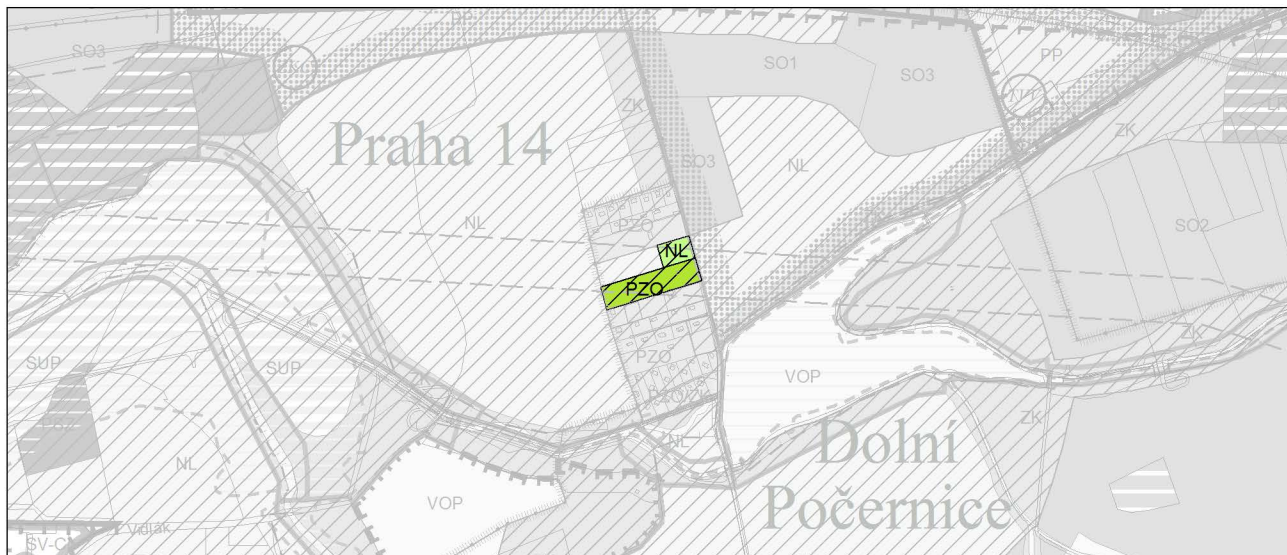 SO3
PP
SO1
SO3
PP
ZK
ZK
Praha 14
SO3
NL
NL
PZO
SO2
NL
PZO
ZK
PZO
SUP
SUP
VOP
ZK
NL
NL
Dolní
Počernice
VOP
Vidlák
SV-C